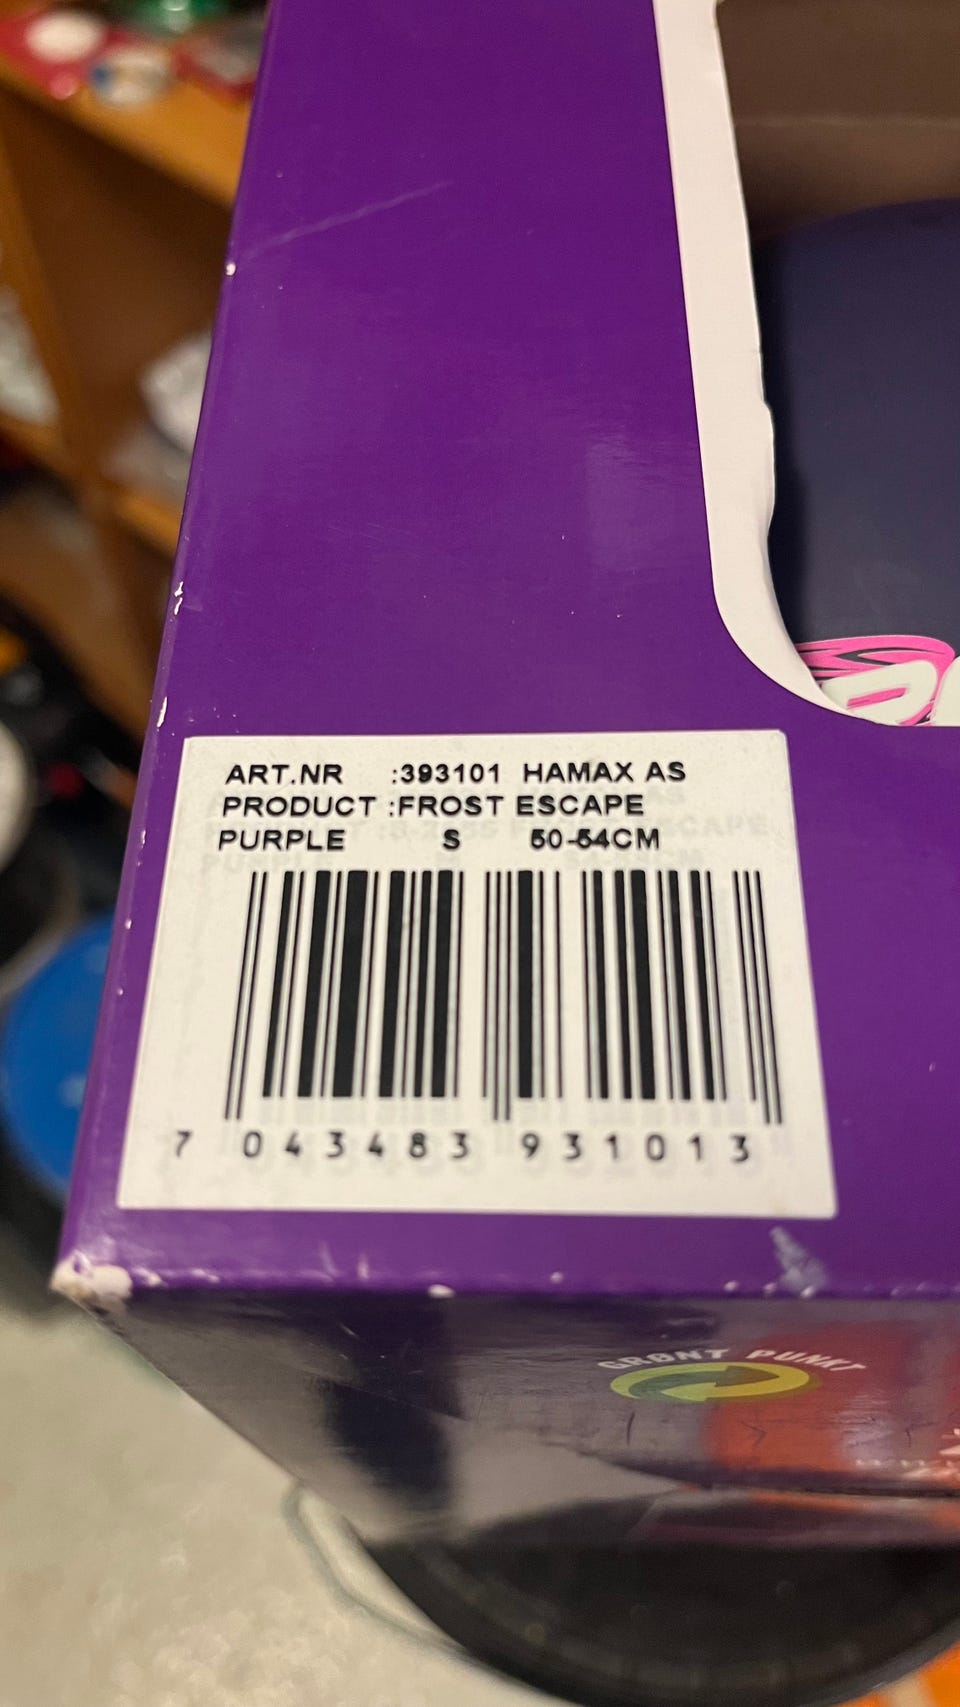 ART.NR :393101 HAMAX AS
PRODUCT :FROST ESCAPE
PURPLE S 50-54CM
7 043483 931013
GRØNT PUNKT